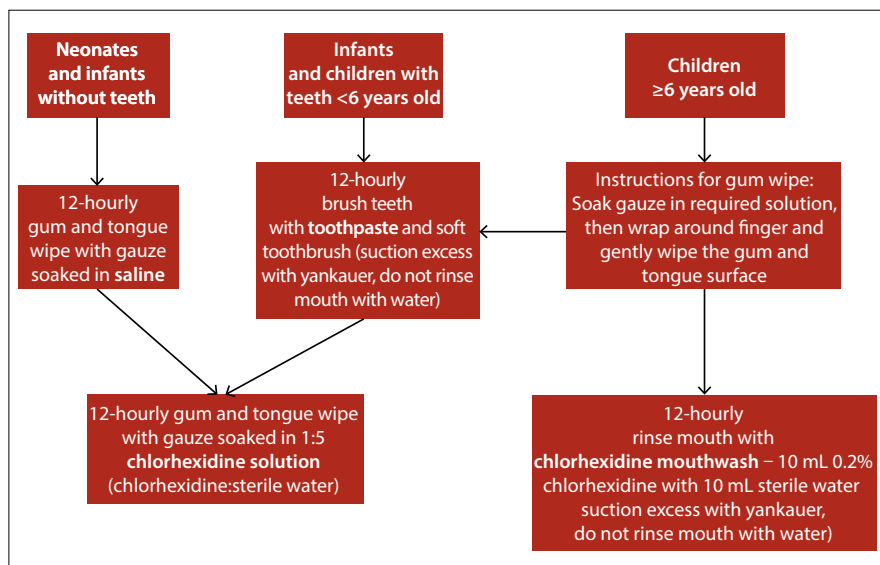 Neonates
and infants
without teeth
Infants
and children with
teeth <6 years old
Children
≥6 years old
12-hourly
gum and tongue
wipe with gauze
soaked in saline
12-hourly
brush teeth
with toothpaste and soft
toothbrush (suction excess
with yankauer, do not rinse
mouth with water)
Instructions for gum wipe:
Soak gauze in required solution,
then wrap around finger and
gently wipe the gum and
tongue surface
12-hourly gum and tongue wipe
with gauze soaked in 1:5
chlorhexidine solution
(chlorhexidine:sterile water)
12-hourly
rinse mouth with
chlorhexidine mouthwash – 10 mL 0.2%
chlorhexidine with 10 mL sterile water
suction excess with yankauer,
do not rinse mouth with water)